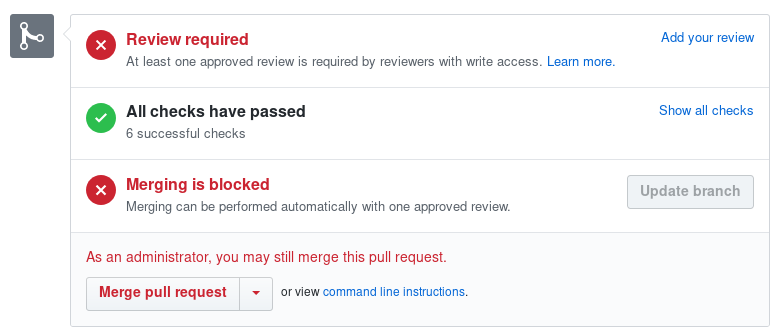 Review required
Add your review
At least one approved review is required by reviewers with write access. Learn more.
All checks have passed
Show all checks
6 successful checks
Merging is blocked
Update branch
Merging can be performed automatically with one approved review.
As an administrator, you may still merge this pull request.
Merge pull request
or view command line instructions.